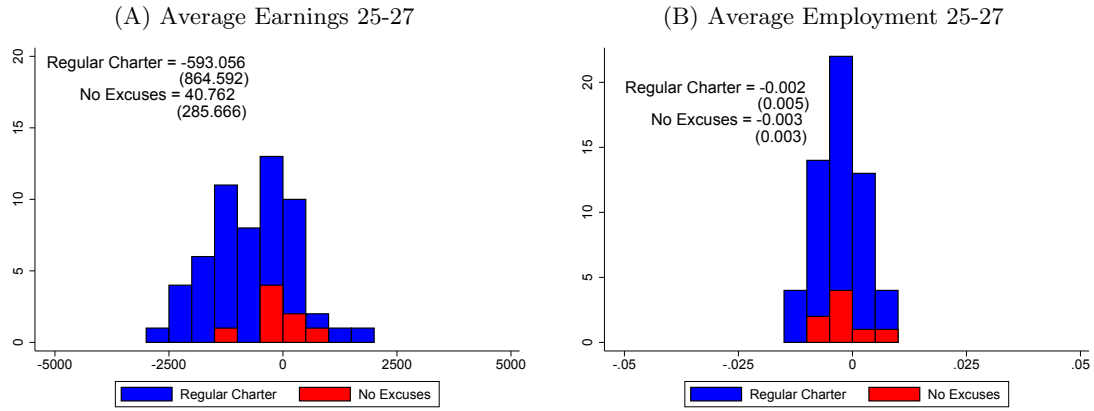 (A) Average Earnings 25-27
Regular Charter = -593.056
(864.592)
No Excuses = 40.762
(285.666)
20
15
10
5
0
-5000
-2500
0
2500
5000
Regular Charter
No Excuses
(B) Average Employment 25-27
Regular Charter = -0.002
(0.005)
No Excuses = -0.003
(0.003)
20
15
10
5
0
-.05
-.025
0
.025
.05
Regular Charter
No Excuses